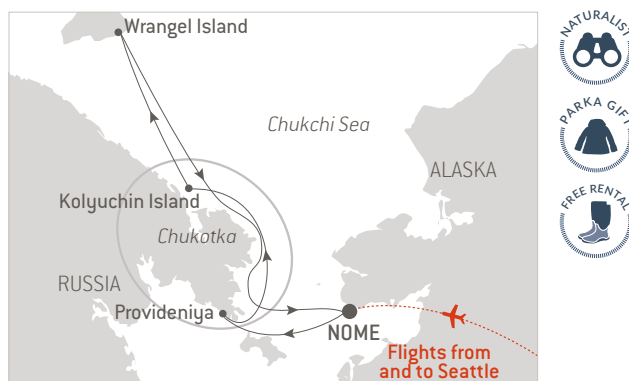 Wrangel Island
Chukchi Sea
ALASKA
Kolyuchin Island
Chukotka
RUSSIA
Provideniya
NOME
Flights from
and to Seattle
NATURALIST
PARKA GIFT
FREE RENTAL